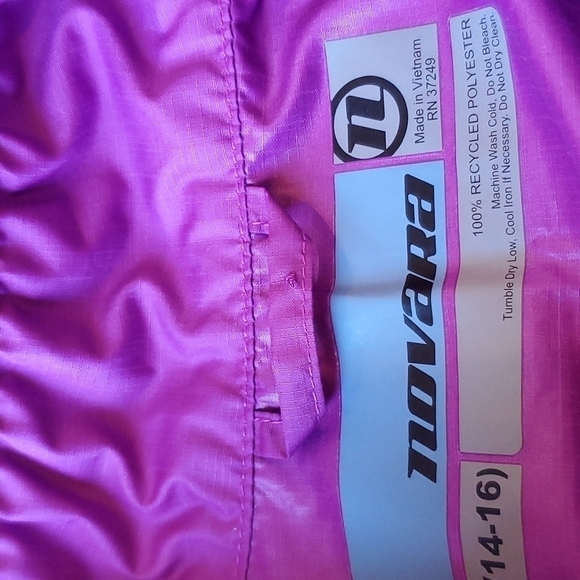 n
Made in Vietnam
RN 37249
novara
100% RECYCLED POLYESTER
Machine Wash Cold. Do Not Bleach.
Tumble Dry Low. Cool Iron If Necessary. Do Not Dry Clean.
14-16)